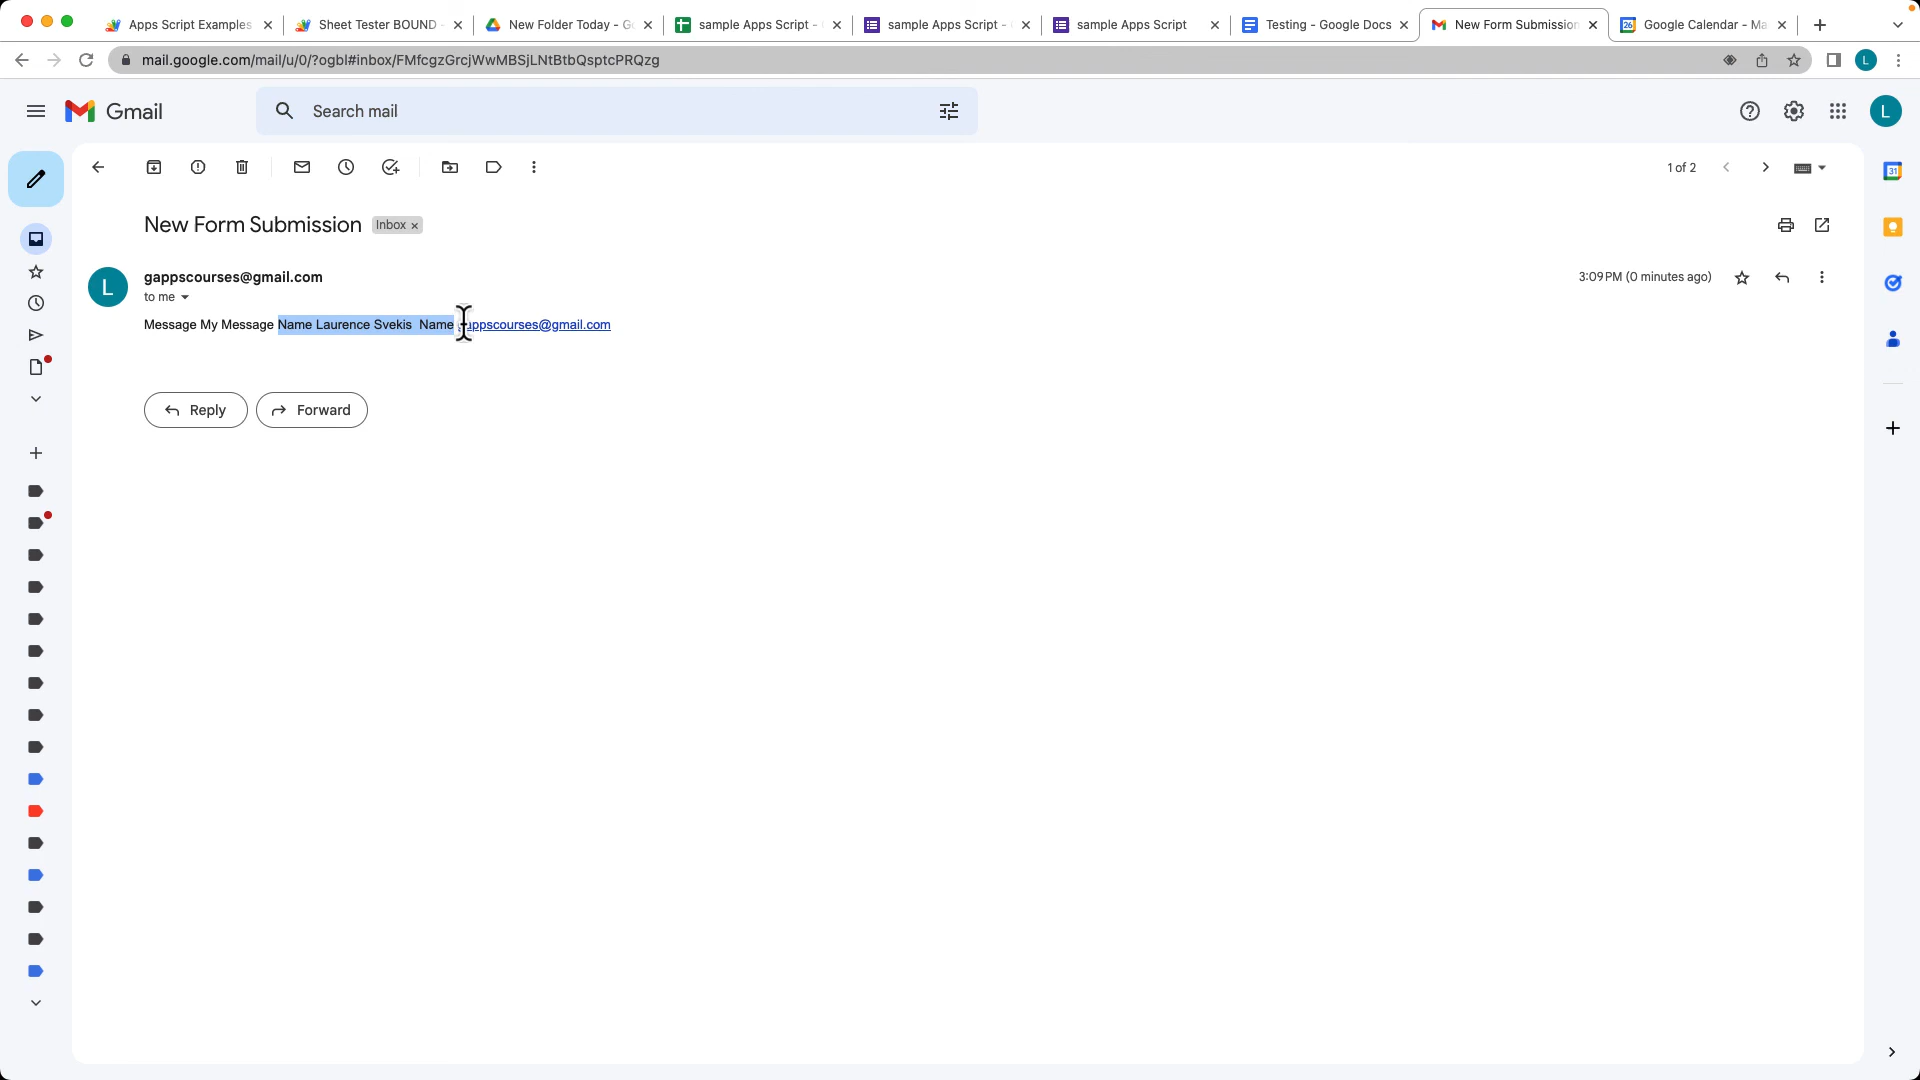 Apps Script Examples
Sheet Tester BOUND -
New Folder Today - Go
sample Apps Script -
sample Apps Script -
sample Apps Script
Testing - Google Docs
New Form Submission
Google Calendar - Ma
mail.google.com/mail/u/0/?ogbl#inbox/FMfcgzGrcjWwMBSjLNtBtbQsptcPRQzg
L
Gmail
Search mail
L
1 of 2
31
New Form Submission
Inbox ×
L
gappscourses@gmail.com
3:09 PM (0 minutes ago)
to me
Message My Message Name Laurence Svekis Name gappscourses@gmail.com
Reply
Forward